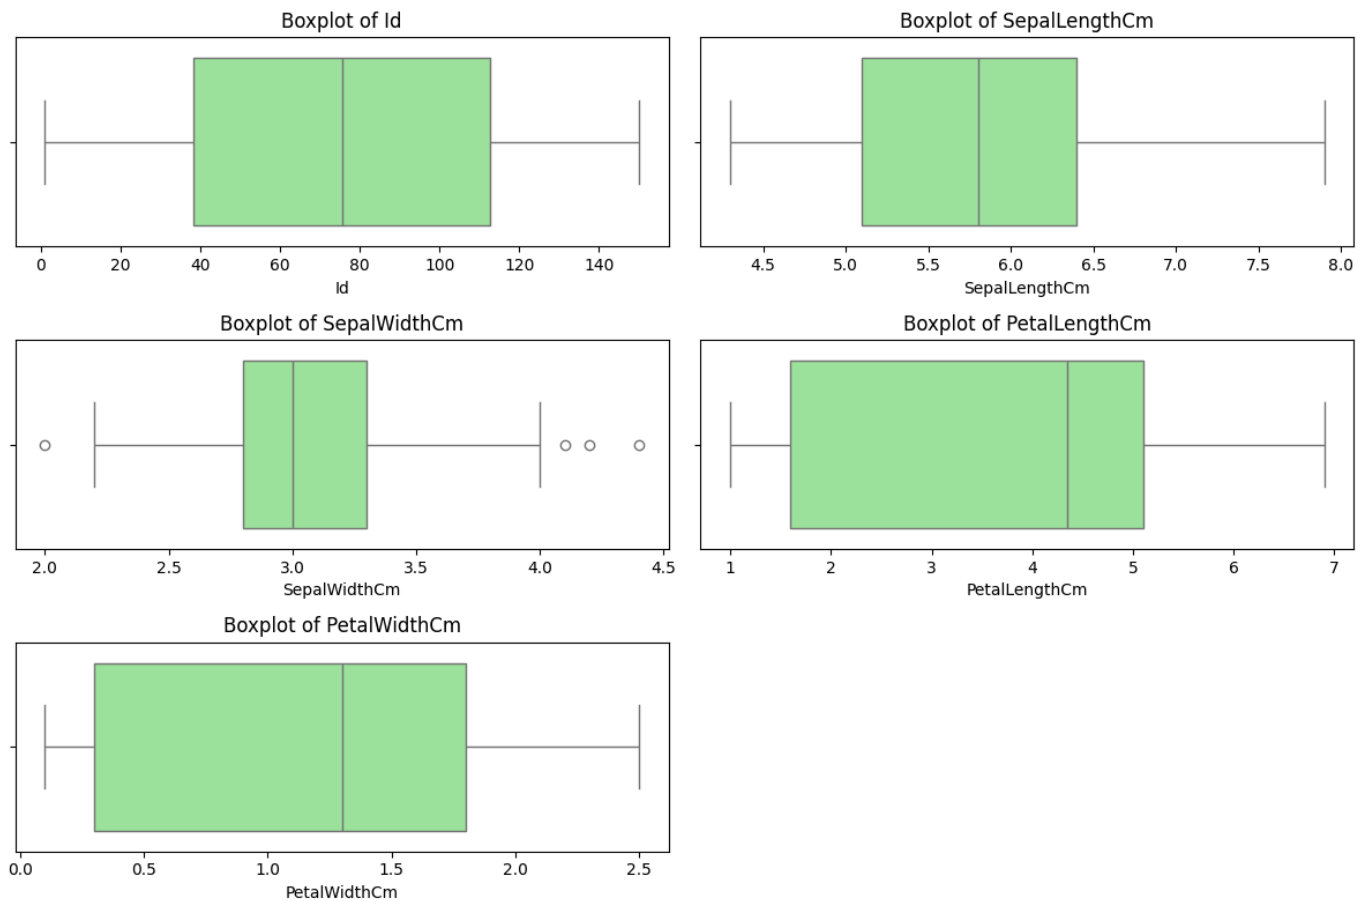 Boxplot of Id
0 20 40 60 80 100 120 140
Id
Boxplot of SepalLengthCm
4.5 5.0 5.5 6.0 6.5 7.0 7.5 8.0
SepalLengthCm
Boxplot of SepalWidthCm
2.0 2.5 3.0 3.5 4.0 4.5
SepalWidthCm
Boxplot of PetalLengthCm
1 2 3 4 5 6 7
PetalLengthCm
Boxplot of PetalWidthCm
0.0 0.5 1.0 1.5 2.0 2.5
PetalWidthCm